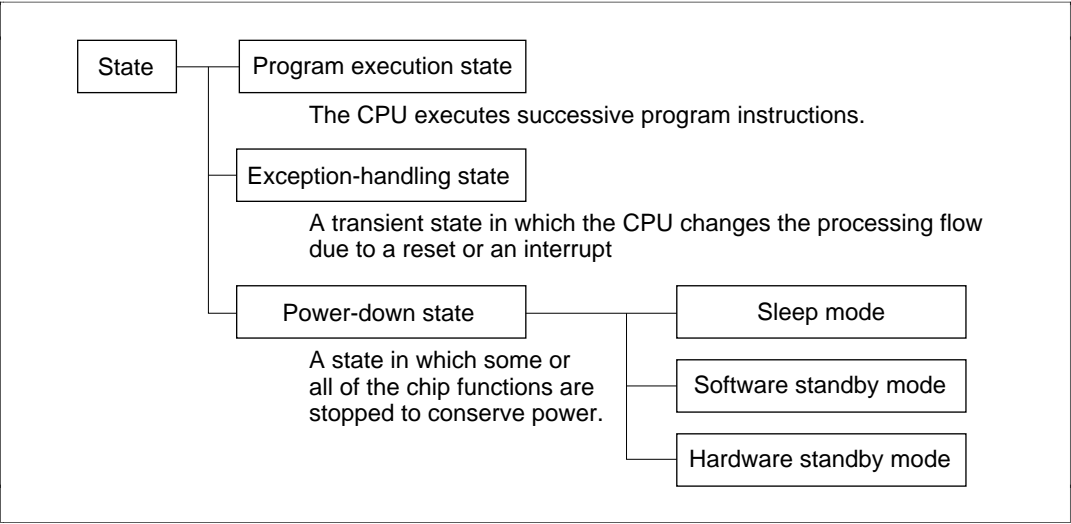 State
Program execution state
The CPU executes successive program instructions.
Exception-handling state
A transient state in which the CPU changes the processing flow
due to a reset or an interrupt
Power-down state
A state in which some or
all of the chip functions are
stopped to conserve power.
Sleep mode
Software standby mode
Hardware standby mode